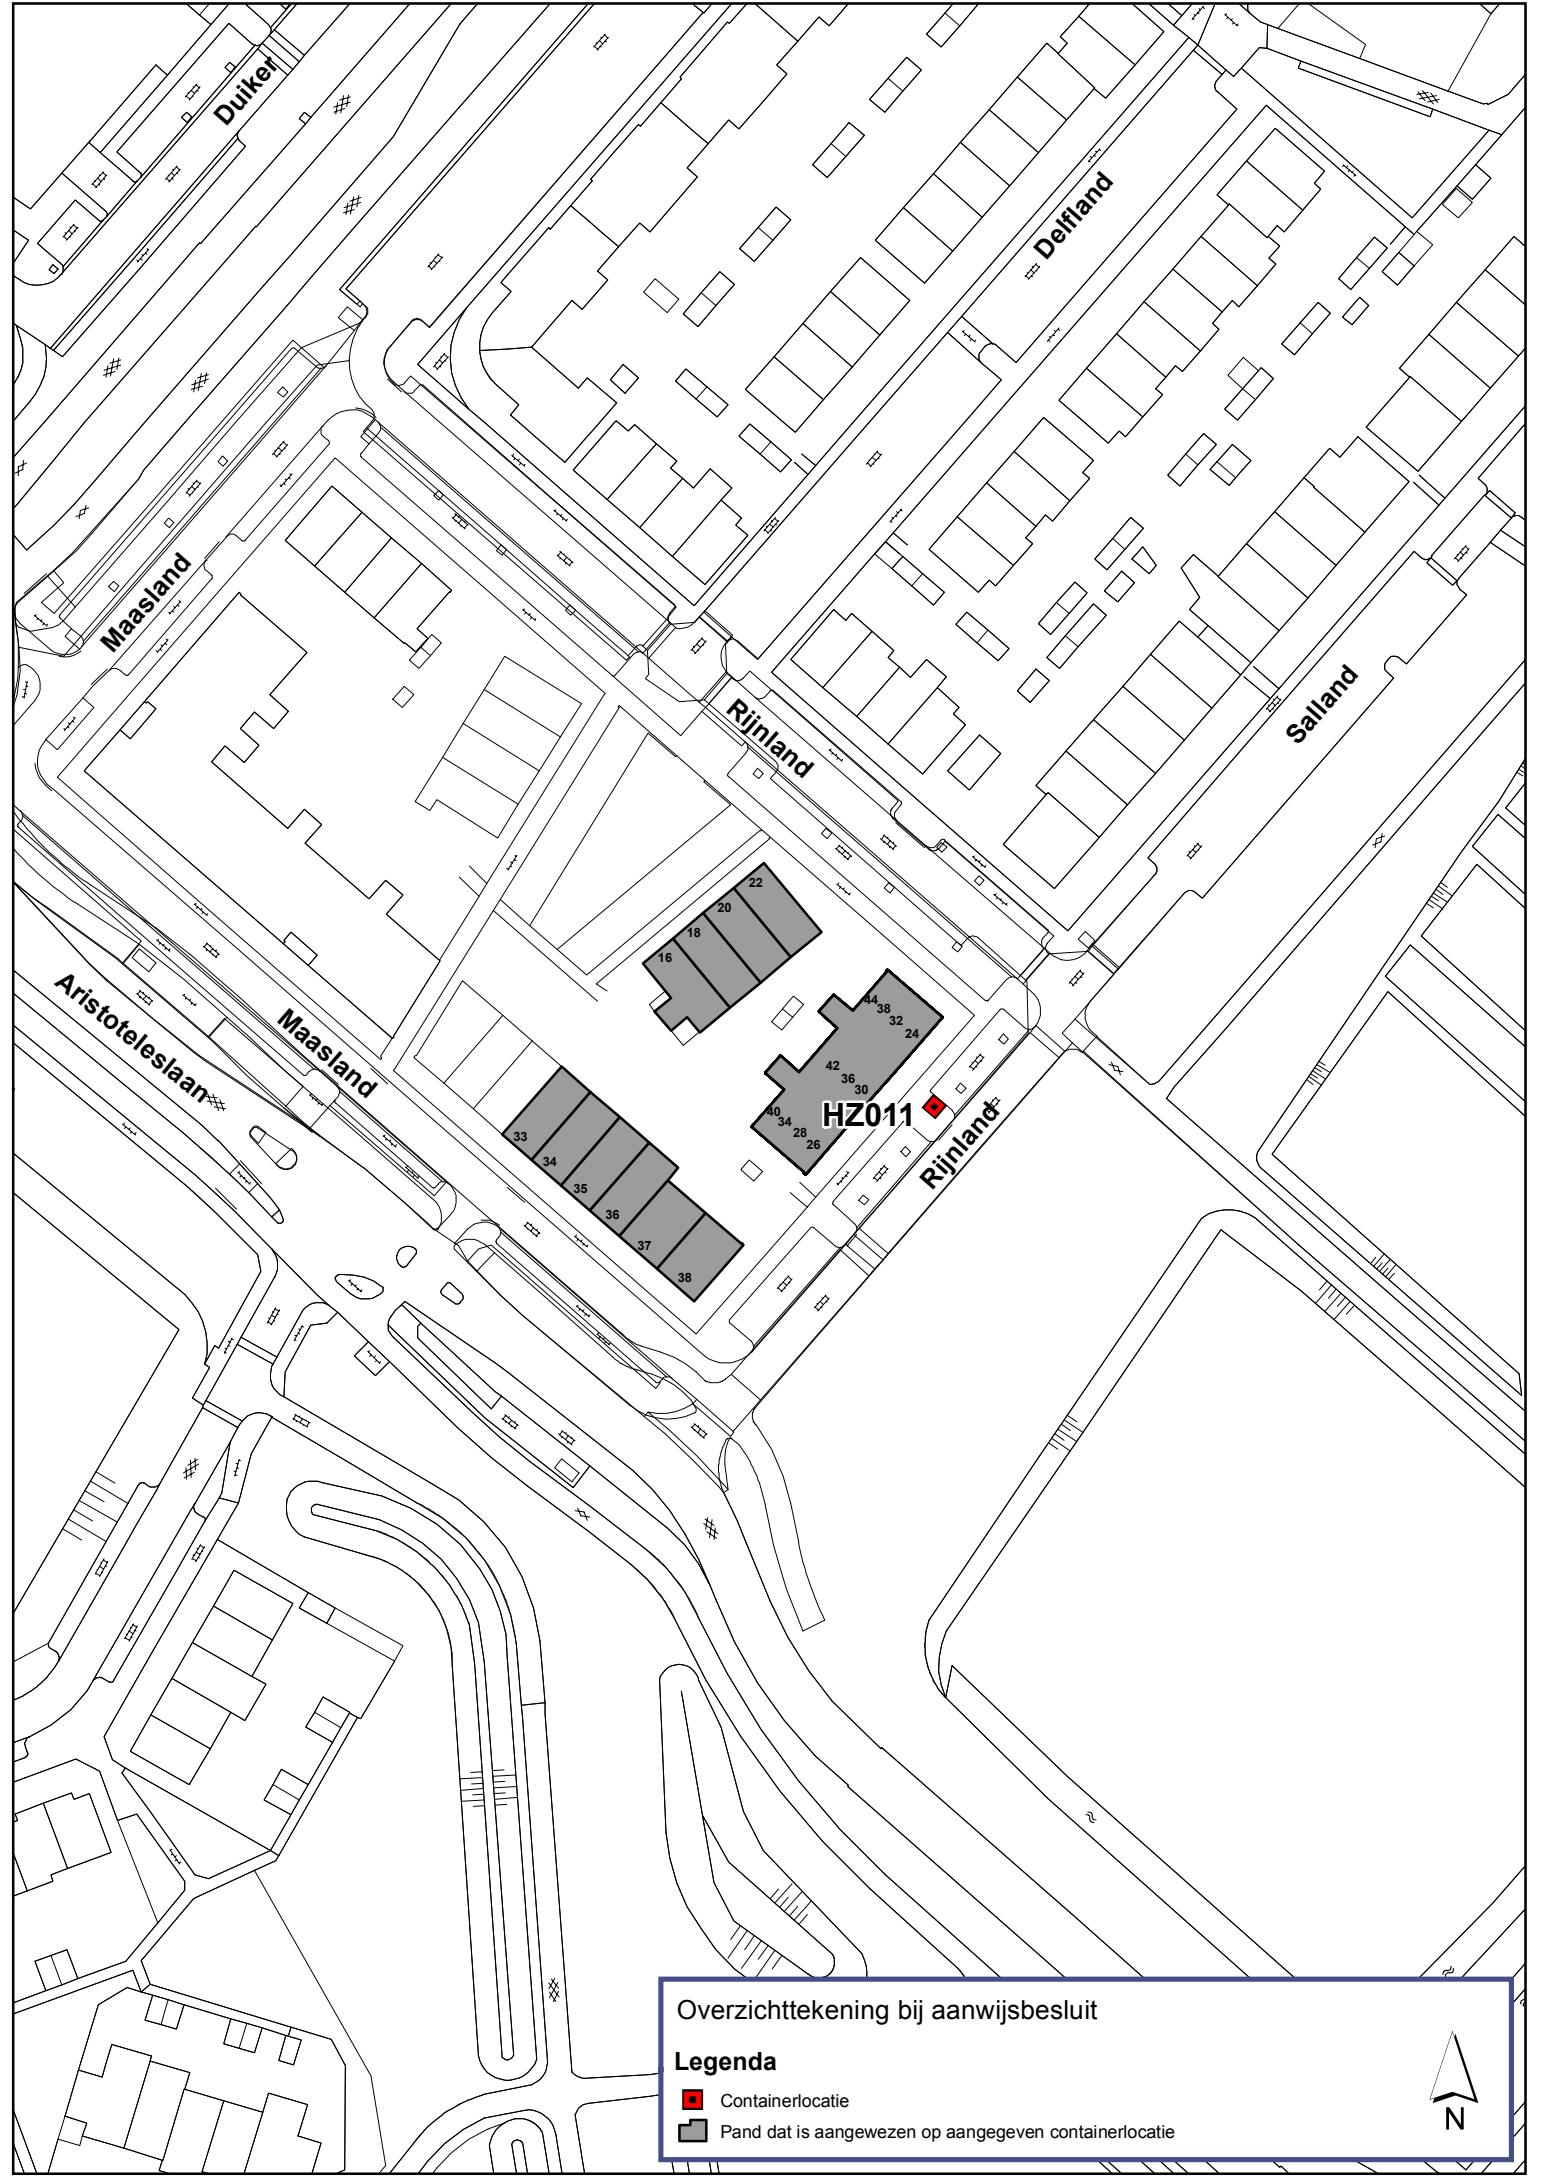 Duiker
Delfland
Maasland
Rijnland
Salland
22
20
18
16
44
38
32
24
42
36
30
40
34
28
26
HZ011
Rijnland
Aristoteleslaan
Maasland
33
34
35
36
37
38
Overzichttekening bij aanwijsbesluit
Legenda
Containerlocatie
Pand dat is aangewezen op aangegeven containerlocatie
N